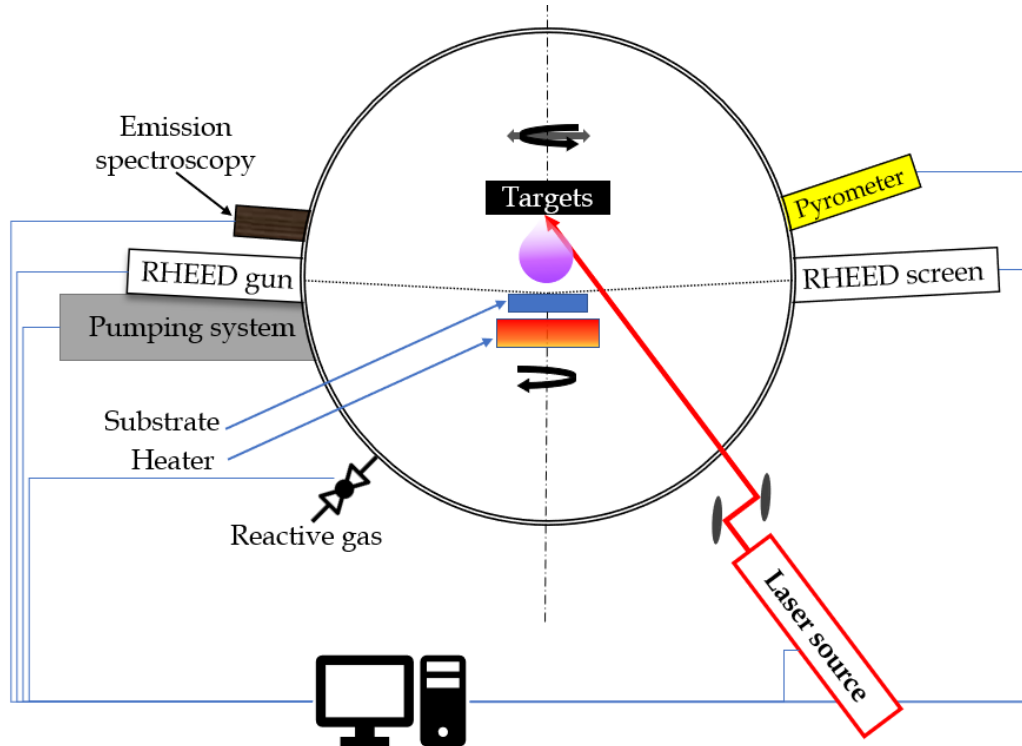 Emission
spectroscopy
Targets
Pyrometer
RHEED gun
RHEED screen
Pumping system
Substrate
Heater
Reactive gas
Laser source